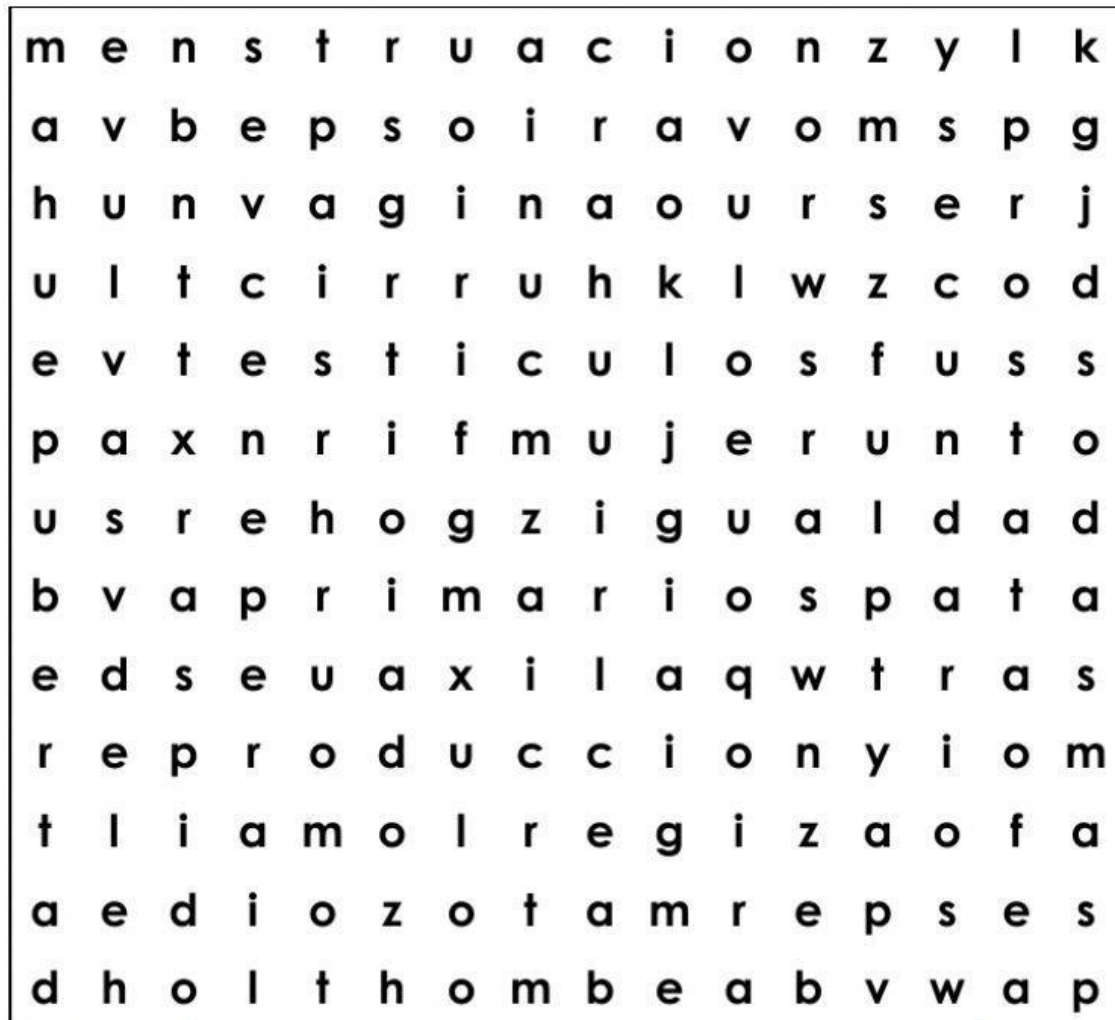 m e n s t r u a c i o n z y l k
a v b e p s o i r a v o m s p g
h u n v a g i n a o u r s e r j
u l t c i r r u h k l w z c o d
e v t e s t i c u l o s f u s s
p a x n r i f m u j e r u n t o
u s r e h o g z i g u a l d a d
b v a p r i m a r i o s p a t a
e d s e u a x i l a q w t r a s
r e p r o d u c c i o n y i o m
t l i a m o l r e g i z a o f a
a e d i o z o t a m r e p s e s
d h o l t h o m b e a b v w a p